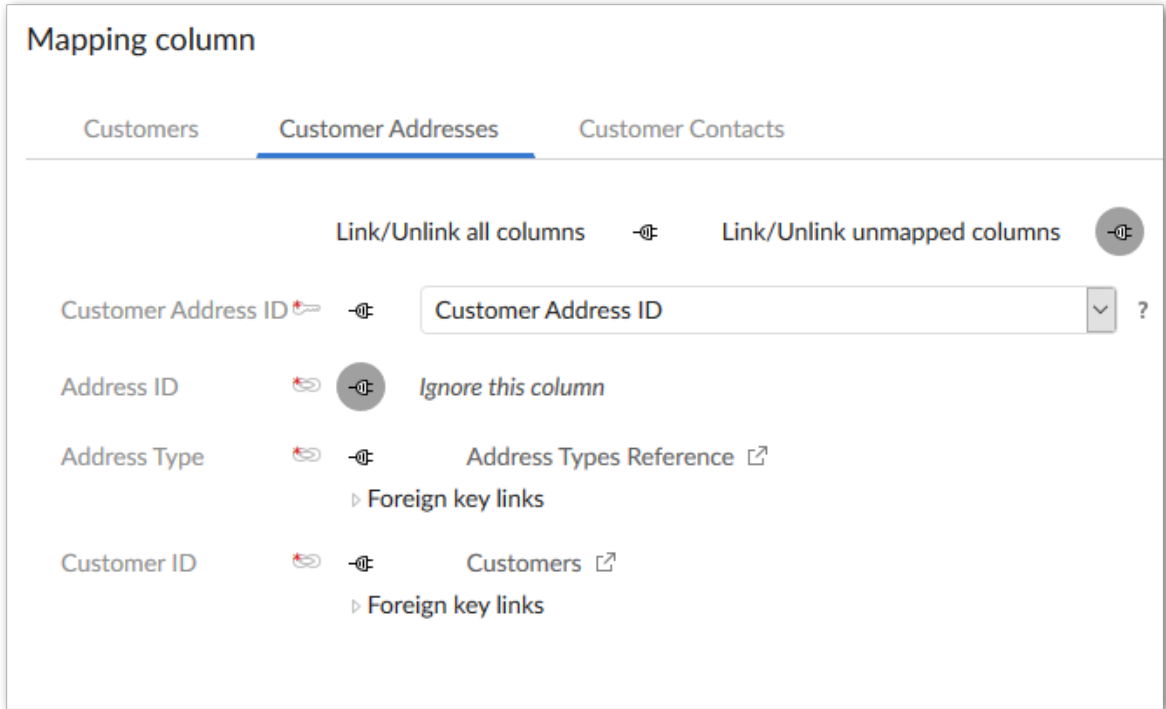 Mapping column
Customers Customer Addresses Customer Contacts
Link/Unlink all columns Link/Unlink unmapped columns
Customer Address ID Customer Address ID ?
Address ID Ignore this column
Address Type Address Types Reference
Foreign key links
Customer ID Customers
Foreign key links